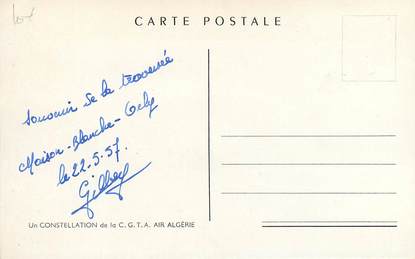 CARTE POSTALE
Souvenir de la traversée
Maison-Blanche - Orly
le 22.5.57.
Gilbey
Un CONSTELLATION de la C. G. T. A. AIR ALGÉRIE